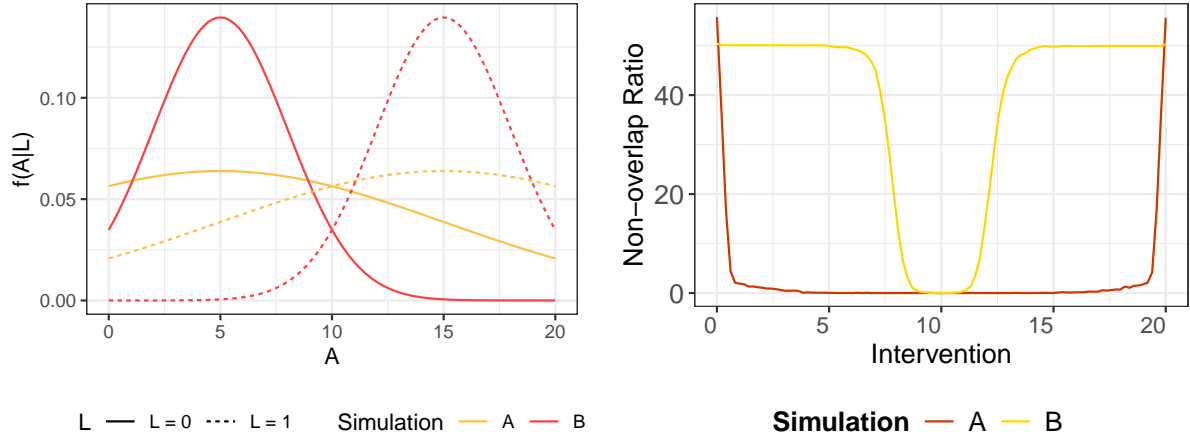 0.10
0.05
0.00
f(A|L)
0 5 10 15 20
A
L L = 0 L = 1 Simulation A B
40
20
0
Non−overlap Ratio
0 5 10 15 20
Intervention
Simulation A B